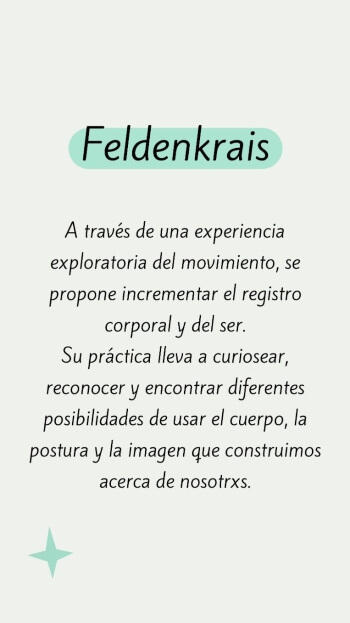 Feldenkrais
A través de una experiencia
exploratoria del movimiento, se
propone incrementar el registro
corporal y del ser.
Su práctica lleva a curiosear,
reconocer y encontrar diferentes
posibilidades de usar el cuerpo, la
postura y la imagen que construimos
acerca de nosotrxs.